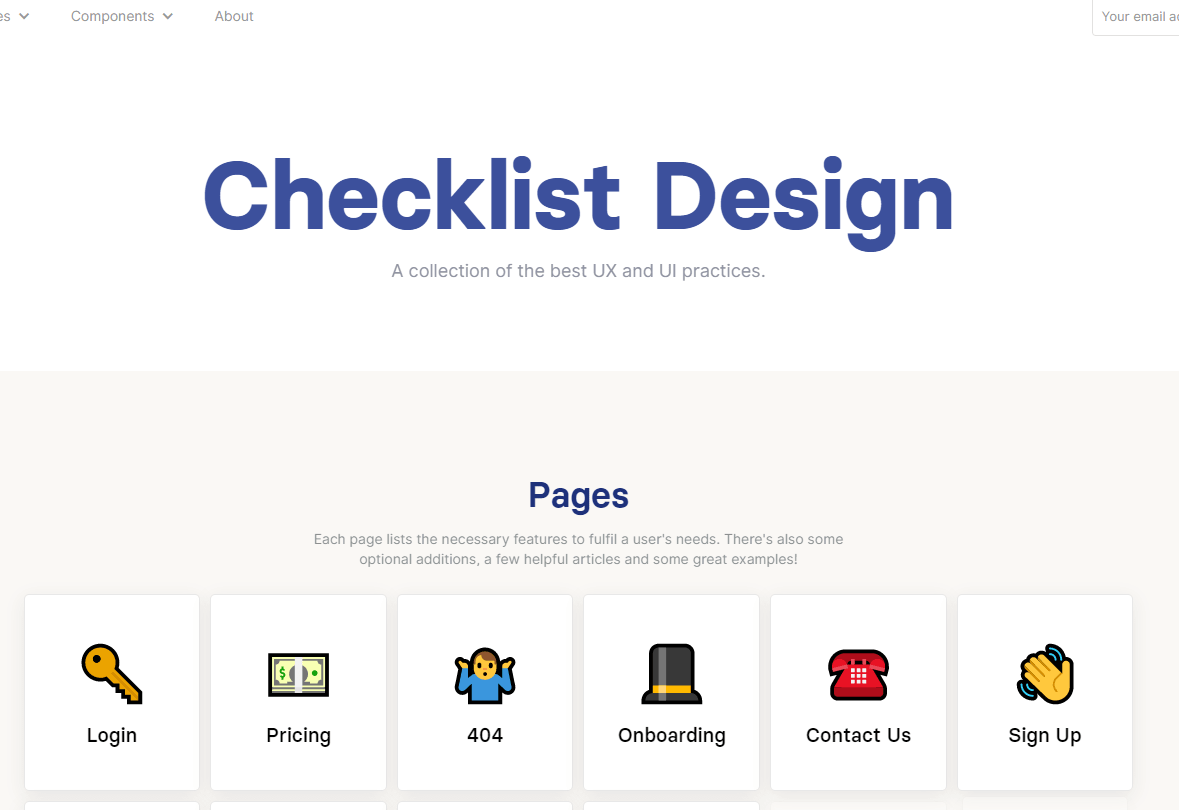 es
Components
About
Your email ad
Checklist Design
A collection of the best UX and UI practices.
Pages
Each page lists the necessary features to fulfil a user's needs. There's also some
optional additions, a few helpful articles and some great examples!
Login
Pricing
404
Onboarding
Contact Us
Sign Up